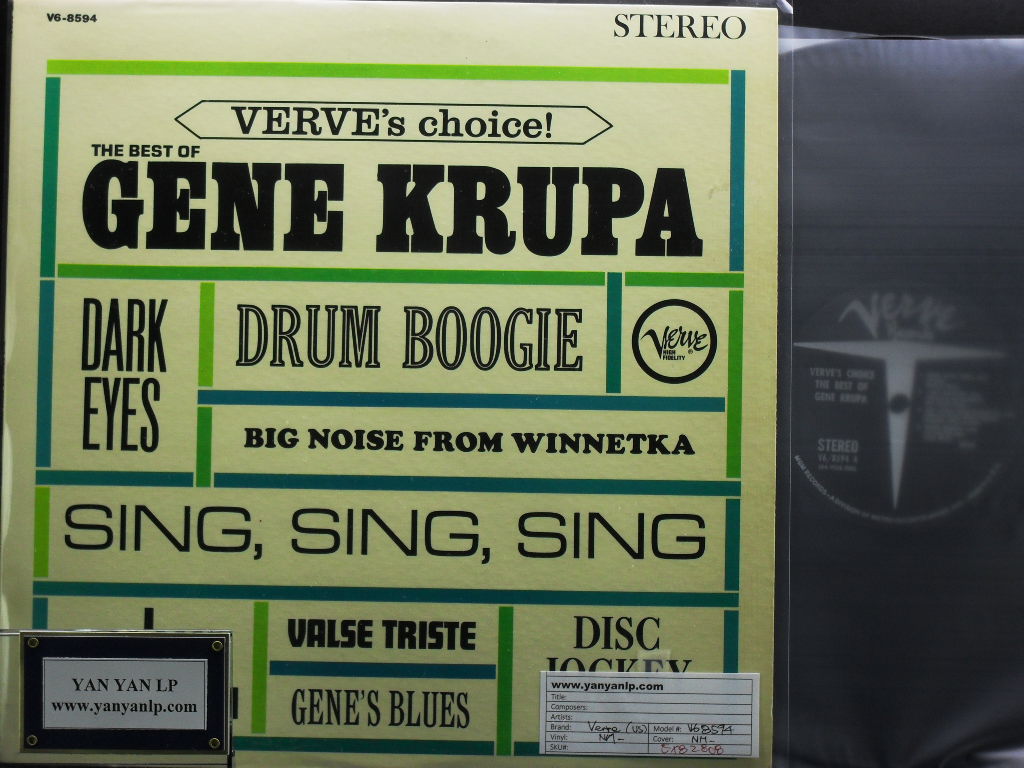 V6-8594
STEREO
VERVE's choice!
THE BEST OF
GENE KRUPA
DARK
EYES
DRUM BOOGIE
Verve
HIGH
FIDELITY
®
BIG NOISE FROM WINNETKA
SING, SING, SING
VALSE TRISTE
GENE'S BLUES
DISC
JOCKEY
YAN YAN LP
www.yanyanlp.com
www.yanyanlp.com
Title:
Composers:
Artists:
Brand: Verve (US) Model#: V68594
Vinyl: NM- Cover: NM-
SKU#:
Verve
VERVE'S CHOICE
THE BEST OF
GENE KRUPA
STEREO
V6-8594